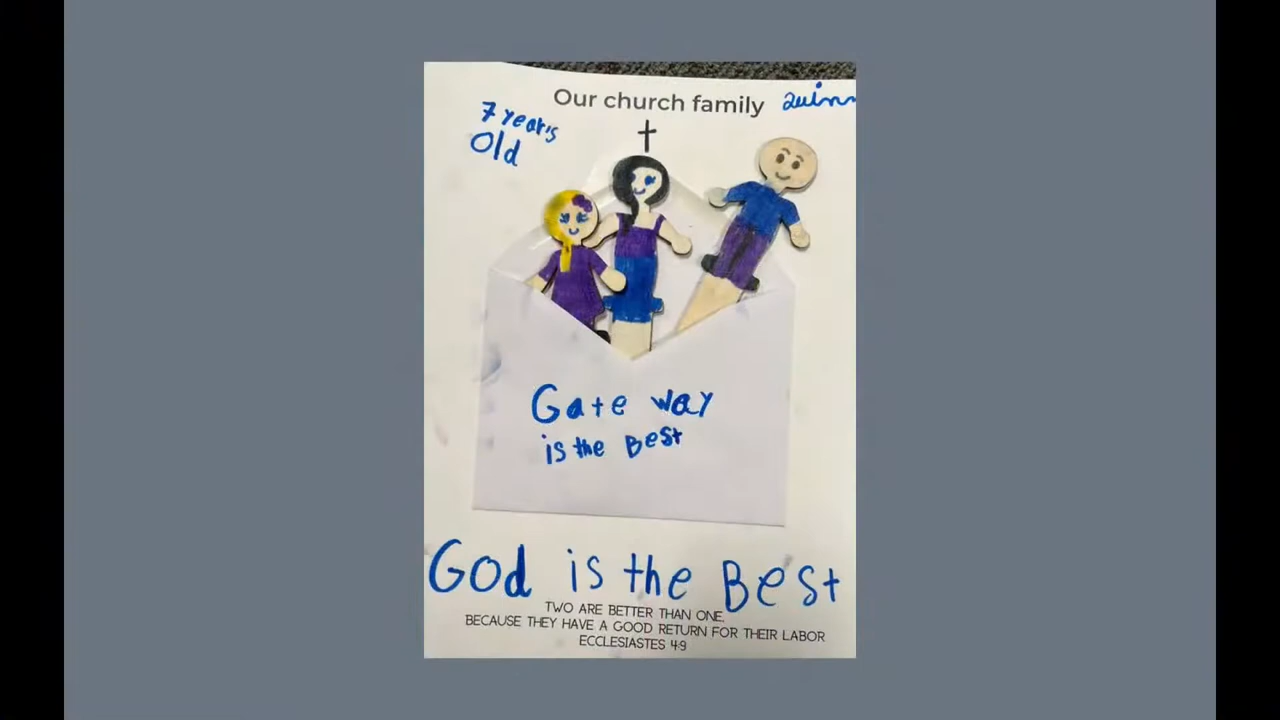 Our church family
Quinn
7 years
Old
Gate way
is the Best
God is the Best
TWO ARE BETTER THAN ONE,
BECAUSE THEY HAVE A GOOD RETURN FOR THEIR LABOR
ECCLESIASTES 4:9